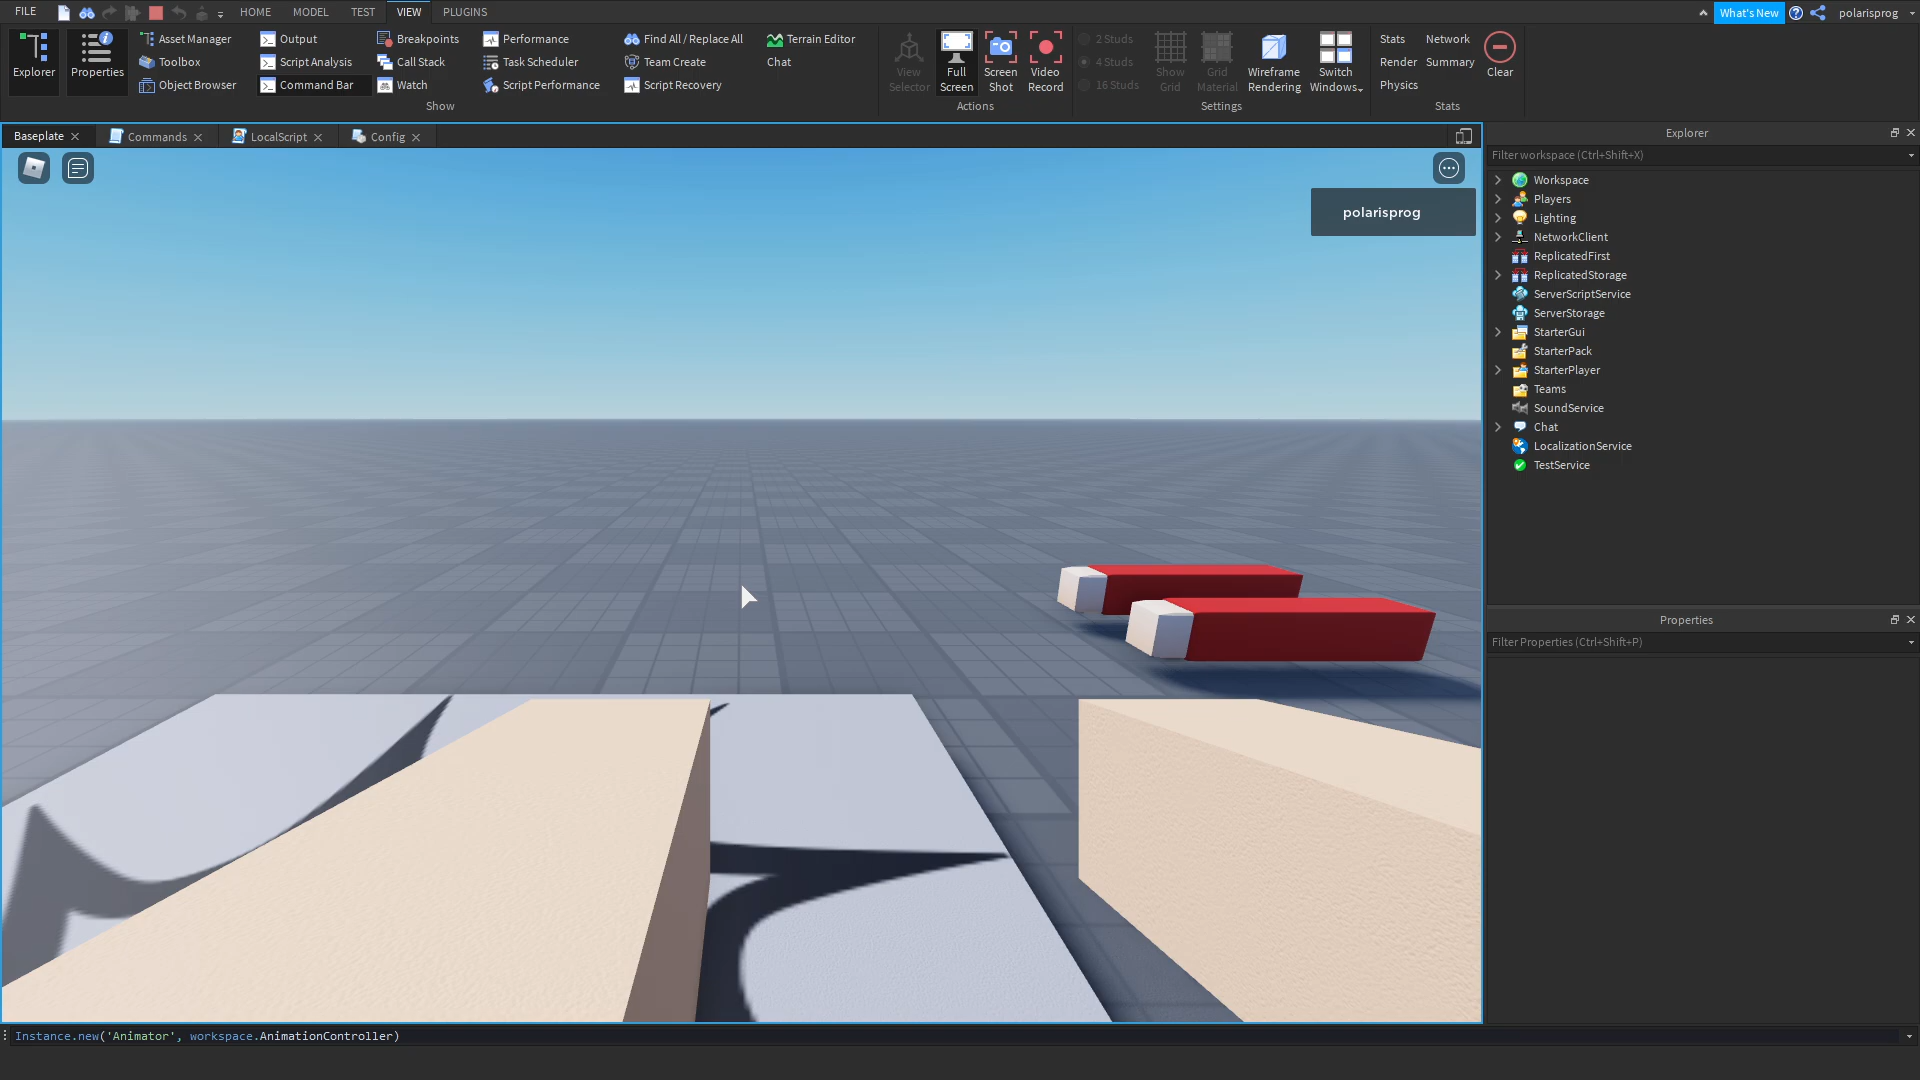 FILE HOME MODEL TEST VIEW PLUGINS What's New polarisprog
Explorer
Properties
Asset Manager
Toolbox
Object Browser
Output
Script Analysis
Command Bar
Breakpoints
Call Stack
Watch
Performance
Task Scheduler
Script Performance
Find All / Replace All
Team Create
Script Recovery
Terrain Editor
Chat
Show
View
Selector
Full
Screen
Screen
Shot
Video
Record
Actions
2 Studs
4 Studs
16 Studs
Show
Grid
Grid
Material
Wireframe
Rendering
Switch
Windows
Settings
Stats
Render
Physics
Network
Summary
Clear
Stats
Baseplate Commands LocalScript Config
polarisprog
Explorer
Filter workspace (Ctrl+Shift+X)
Workspace
Players
Lighting
NetworkClient
ReplicatedFirst
ReplicatedStorage
ServerScriptService
ServerStorage
StarterGui
StarterPack
StarterPlayer
Teams
SoundService
Chat
LocalizationService
TestService
Properties
Filter Properties (Ctrl+Shift+P)
Instance.new('Animator', workspace.AnimationController)